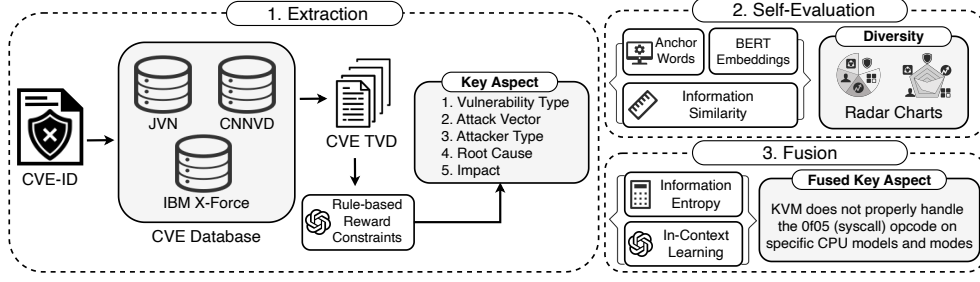 1. Extraction
CVE-ID
JVN
CNNVD
IBM X-Force
CVE Database
CVE TVD
Rule-based
Reward
Constraints
Key Aspect
1. Vulnerability Type
2. Attack Vector
3. Attacker Type
4. Root Cause
5. Impact
2. Self-Evaluation
Anchor
Words
BERT
Embeddings
Information
Similarity
Diversity
Radar Charts
3. Fusion
Information
Entropy
In-Context
Learning
Fused Key Aspect
KVM does not properly handle
the 0f05 (syscall) opcode on
specific CPU models and modes